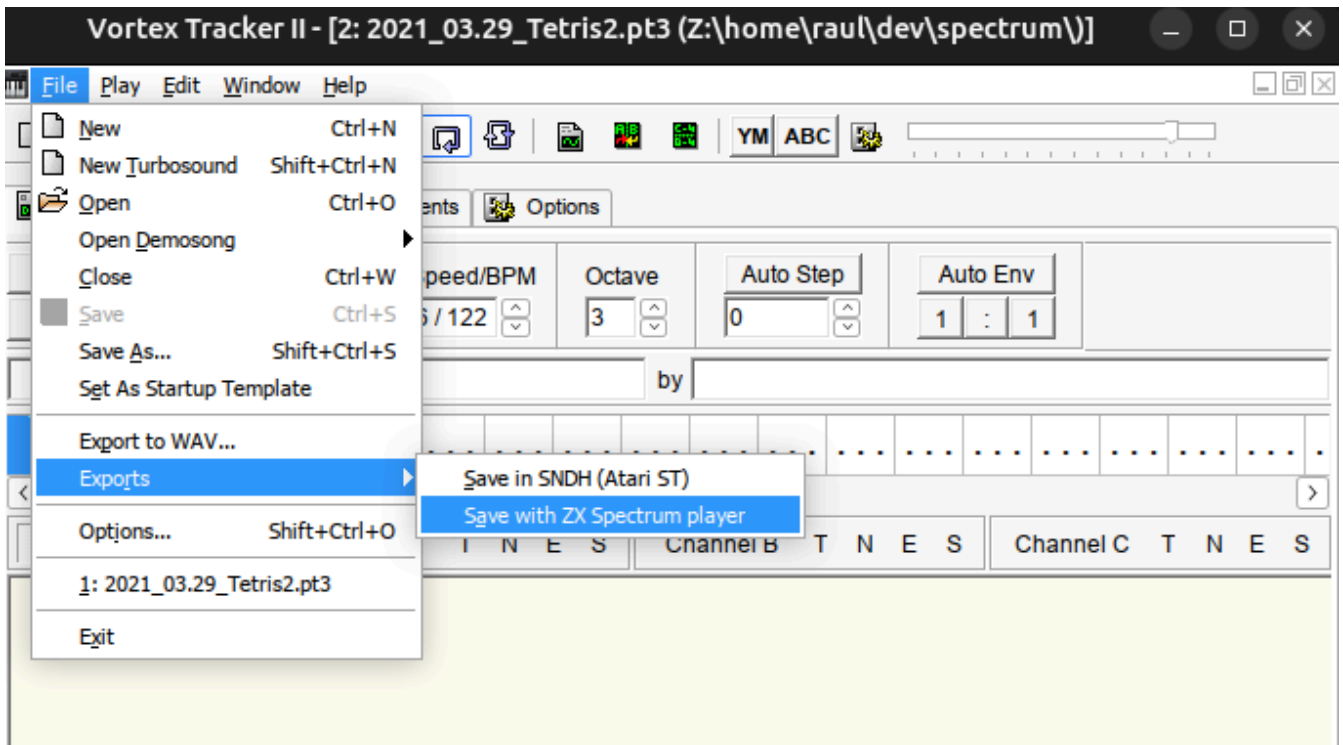 Vortex Tracker II - [2: 2021_03.29_Tetris2.pt3 (Z:\home\raul\dev\spectrum\)]
File Play Edit Window Help
New Ctrl+N
New Turbosound Shift+Ctrl+N
Open Ctrl+O
Open Demosong
Close Ctrl+W
Save Ctrl+S
Save As... Shift+Ctrl+S
Set As Startup Template
Export to WAV...
Exports
Options... Shift+Ctrl+O
1: 2021_03.29_Tetris2.pt3
Exit
Save in SNDH (Atari ST)
Save with ZX Spectrum player
YM ABC
ents Options
peed/BPM Octave Auto Step Auto Env
/ 122 3 0 1 : 1
by
T N E S Channel B T N E S Channel C T N E S